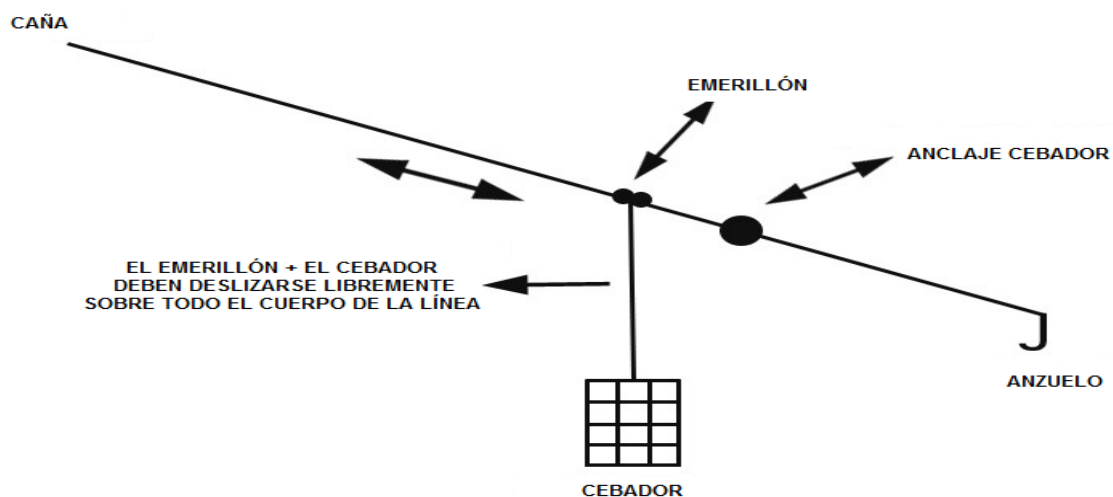 CAÑA
EMERILLÓN
ANCLAJE CEBADOR
EL EMERILLÓN + EL CEBADOR
DEBEN DESLIZARSE LIBREMENTE
SOBRE TODO EL CUERPO DE LA LÍNEA
ANZUELO
CEBADOR